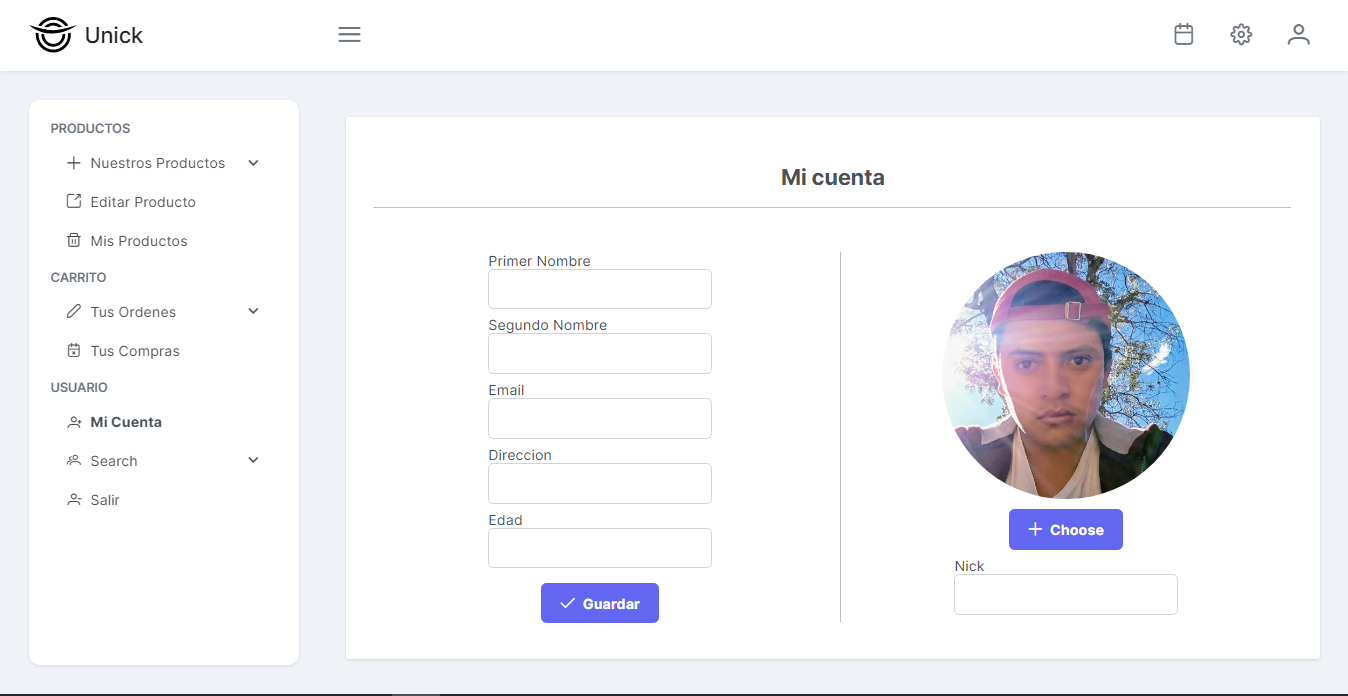 Unick
PRODUCTOS
Nuestros Productos
Editar Producto
Mis Productos
CARRITO
Tus Ordenes
Tus Compras
USUARIO
Mi Cuenta
Search
Salir
Mi cuenta
Primer Nombre
Segundo Nombre
Email
Direccion
Edad
Guardar
Choose
Nick